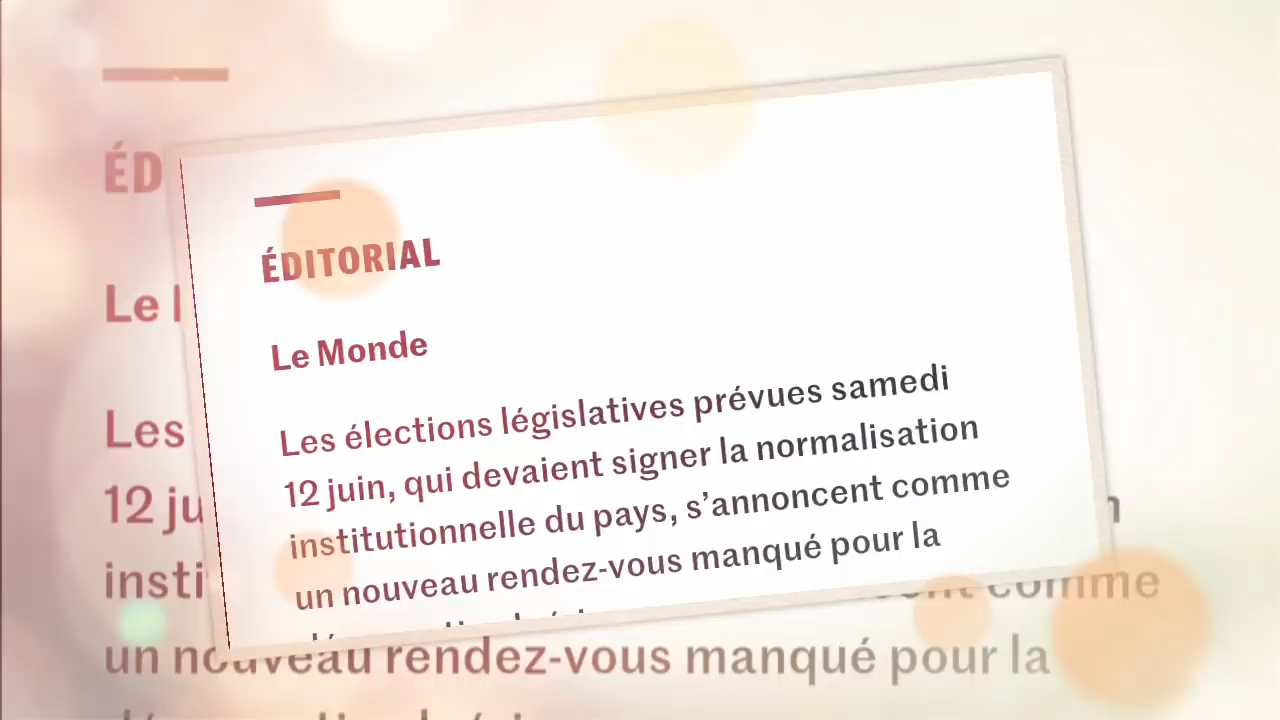 ÉDITORIAL
Le Monde
Les élections législatives prévues samedi
12 juin, qui devaient signer la normalisation
institutionnelle du pays, s’annoncent comme
un nouveau rendez-vous manqué pour la